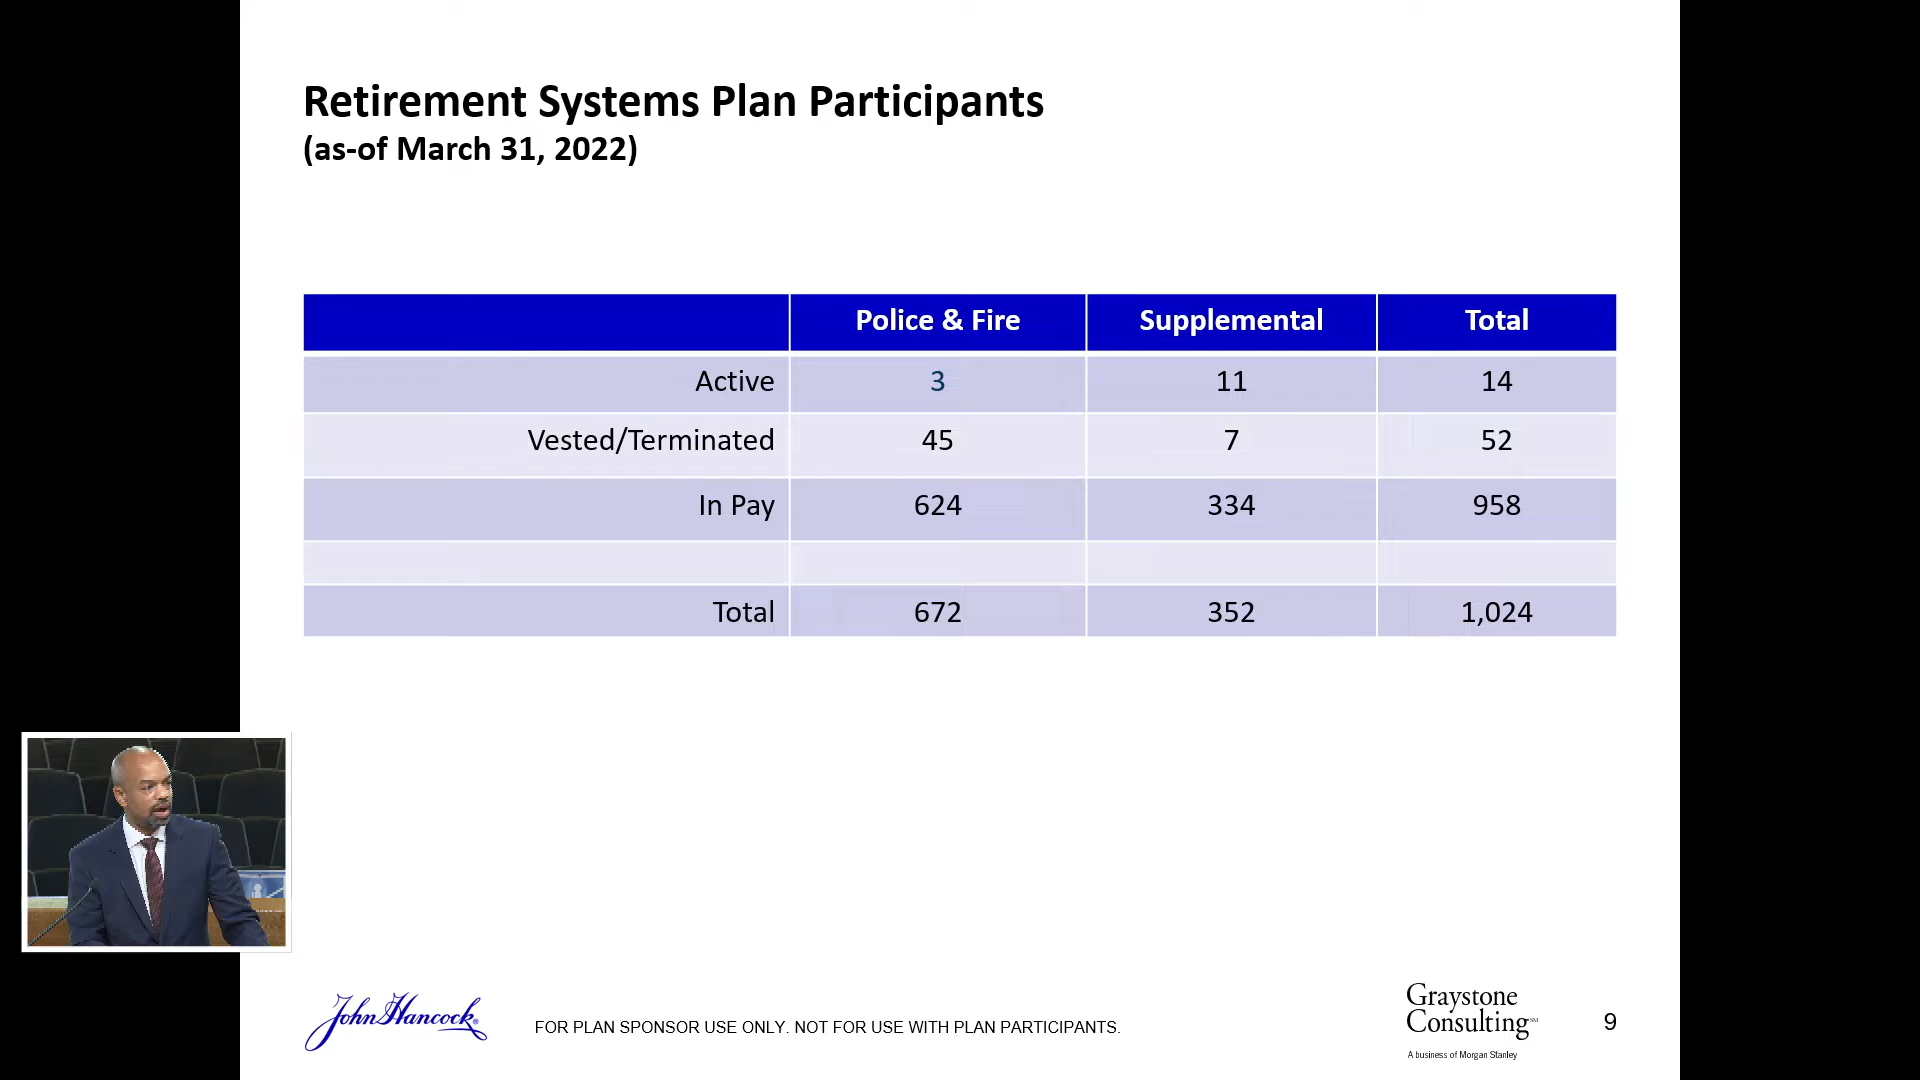 Retirement Systems Plan Participants
(as-of March 31, 2022)
Police & Fire Supplemental Total
Active 3 11 14
Vested/Terminated 45 7 52
In Pay 624 334 958
Total 672 352 1,024
John Hancock®
FOR PLAN SPONSOR USE ONLY. NOT FOR USE WITH PLAN PARTICIPANTS.
Graystone
Consulting℠
A business of Morgan Stanley
9